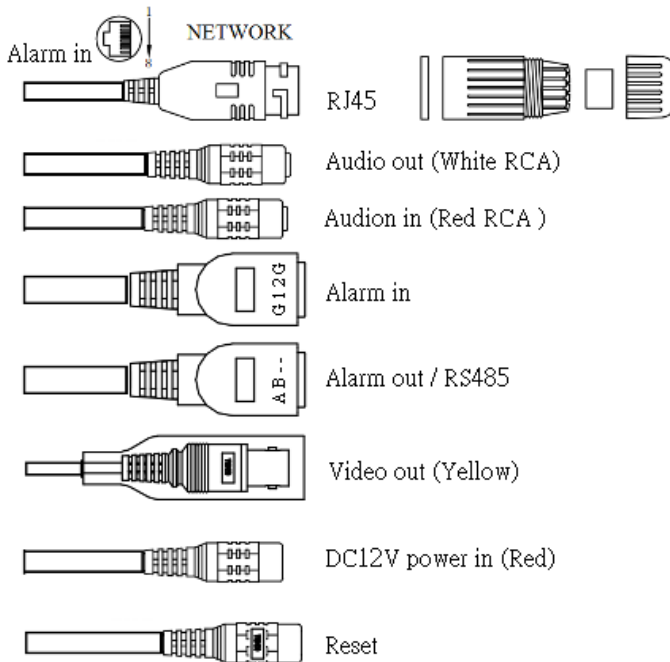 NETWORK
Alarm in
1
8
RJ45
Audio out (White RCA)
Audion in (Red RCA )
G12G
Alarm in
AB--
Alarm out / RS485
Video out (Yellow)
DC12V power in (Red)
Reset